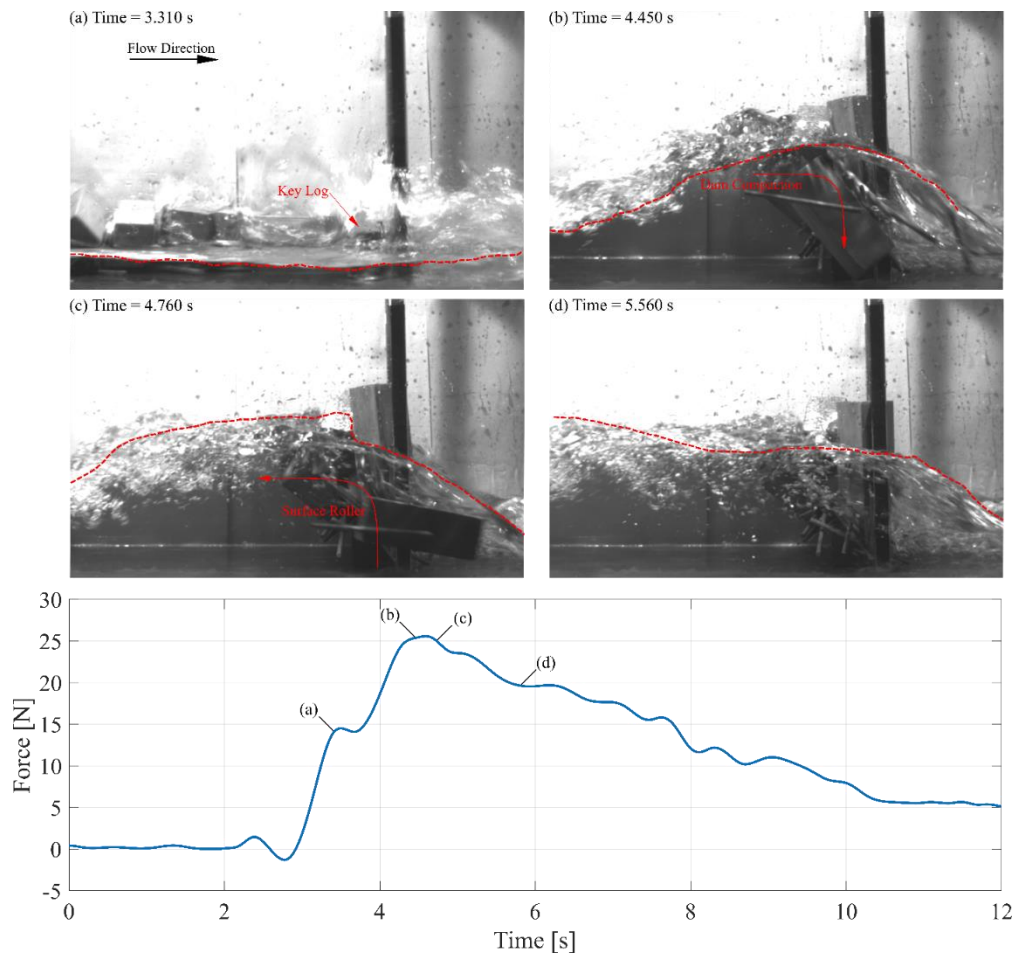 (a) Time = 3.310 s
Flow Direction
Key Log
(b) Time = 4.450 s
Dam Compaction
(c) Time = 4.760 s
Surface Roller
(d) Time = 5.560 s
30
25
20
15
10
5
0
-5
Force [N]
(a)
(b)
(c)
(d)
0
2
4
6
8
10
12
Time [s]